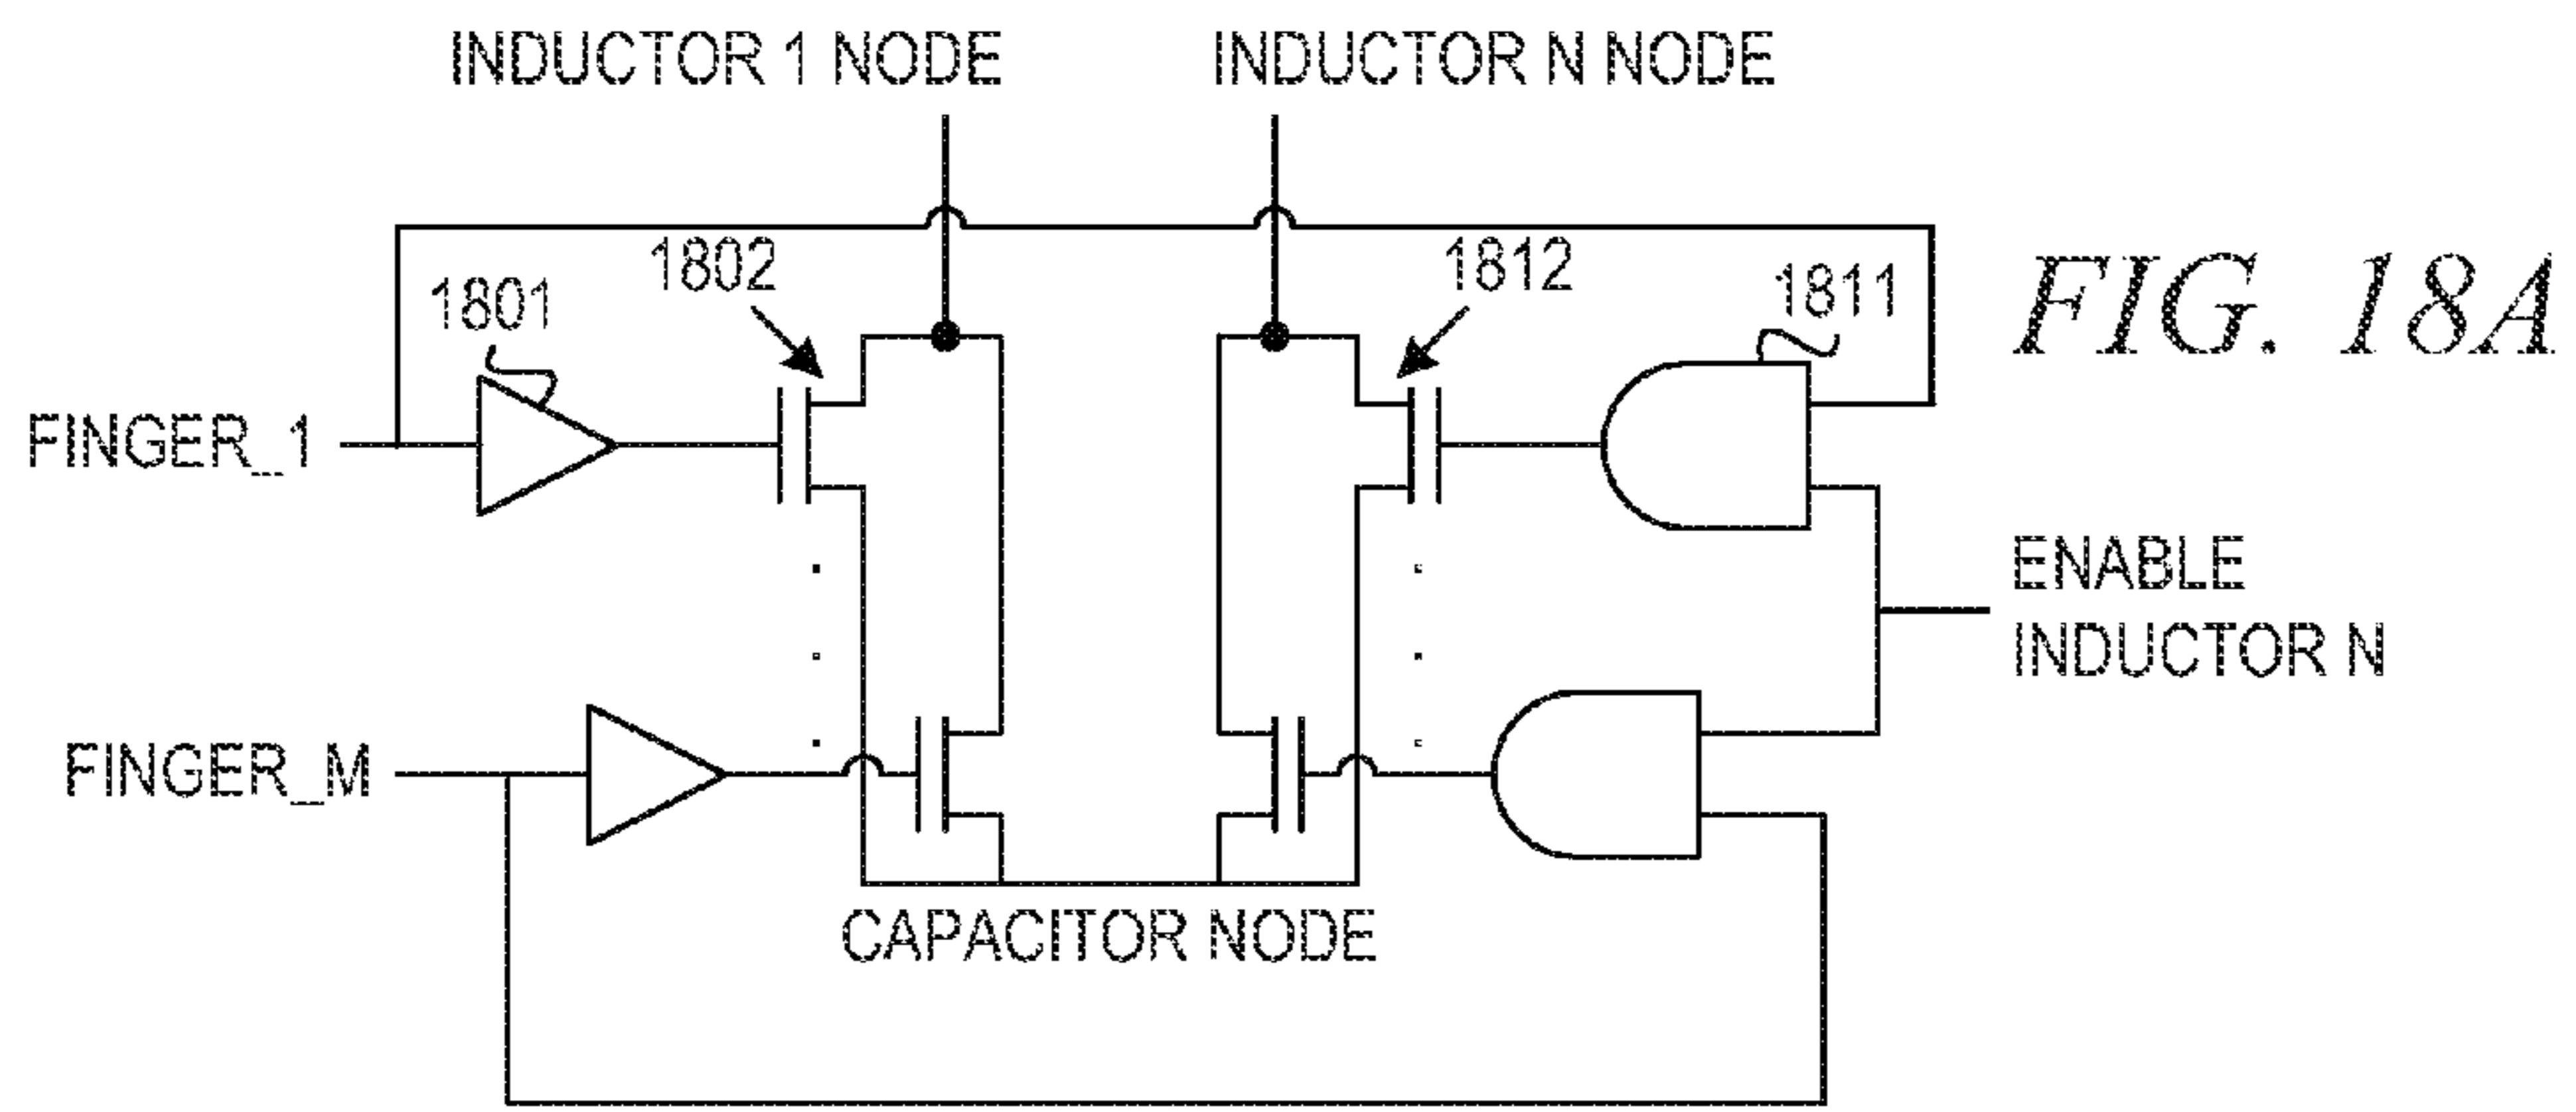 INDUCTOR 1 NODE
INDUCTOR N NODE
1802
1812
1801
1811
FIG. 18A
FINGER_1
ENABLE
INDUCTOR N
FINGER_M
CAPACITOR NODE